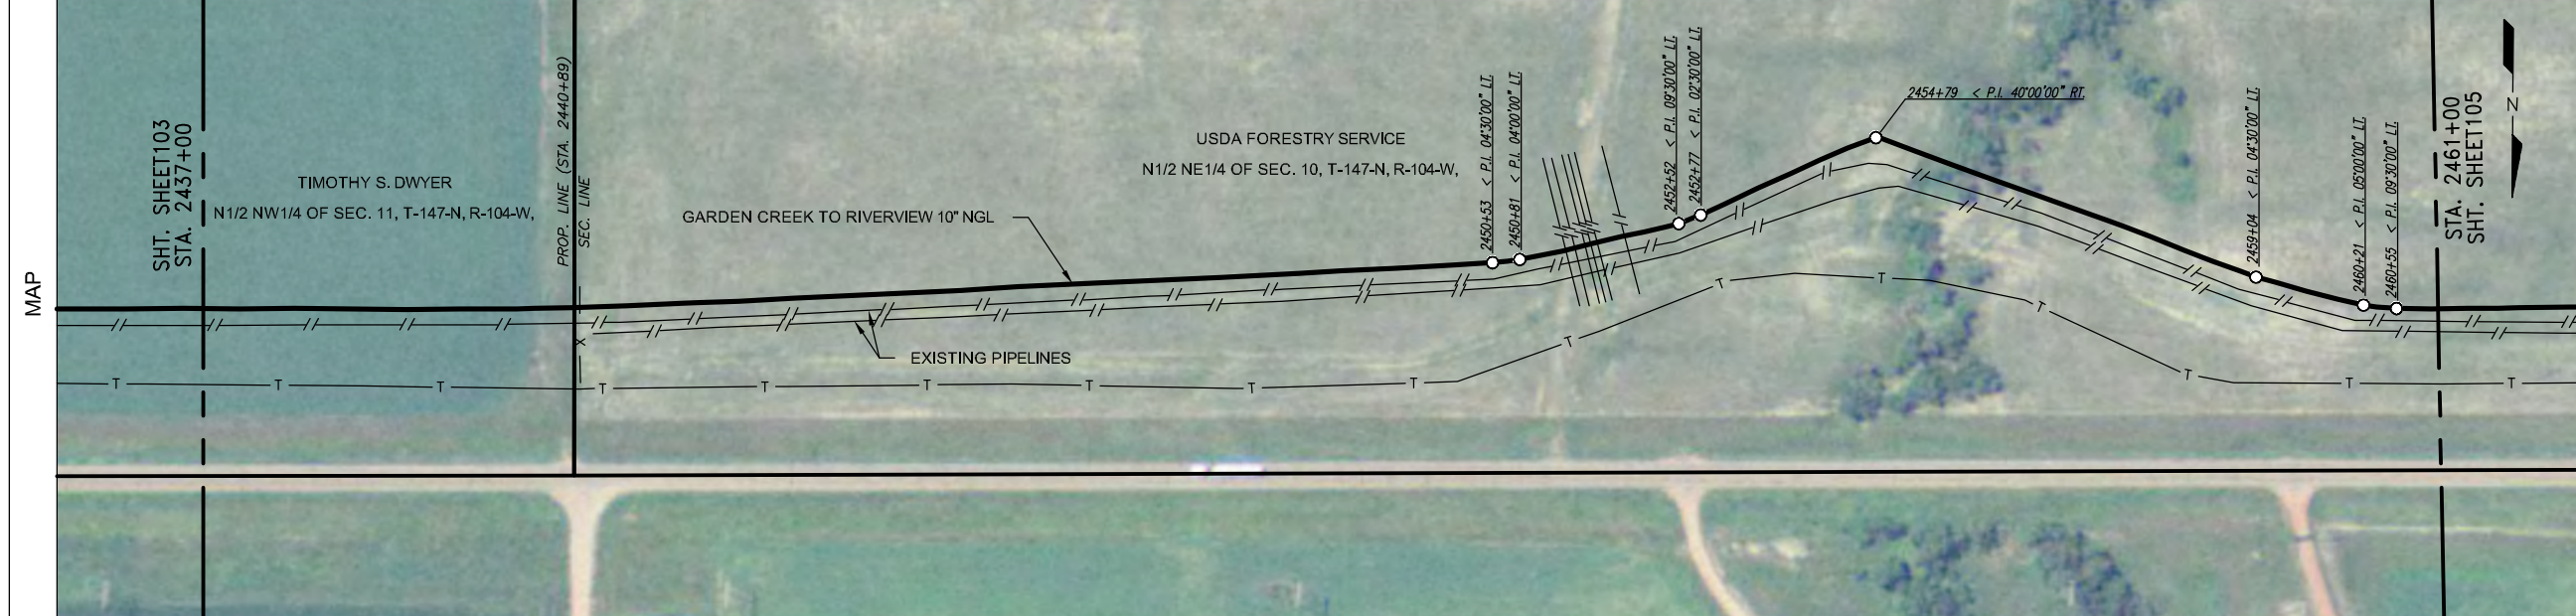 MAP
SHT. SHEET103
STA. 2437+00
TIMOTHY S. DWYER
N1/2 NW1/4 OF SEC. 11, T-147-N, R-104-W,
PROP. LINE (STA. 2440+89)
SEC. LINE
GARDEN CREEK TO RIVERVIEW 10" NGL
EXISTING PIPELINES
USDA FORESTRY SERVICE
N1/2 NE1/4 OF SEC. 10, T-147-N, R-104-W,
2450+53 < P.I. 04°30'00" LT.
2450+81 < P.I. 04°00'00" LT.
2452+52 < P.I. 09°30'00" LT.
2452+77 < P.I. 02°30'00" LT.
2454+79 < P.I. 40°00'00" RT.
2459+04 < P.I. 04°30'00" LT.
2460+21 < P.I. 05°00'00" LT.
2460+55 < P.I. 09°30'00" LT.
STA. 2461+00
SHT. SHEET105
N
X
T T T T T T T T T T T T T T T T